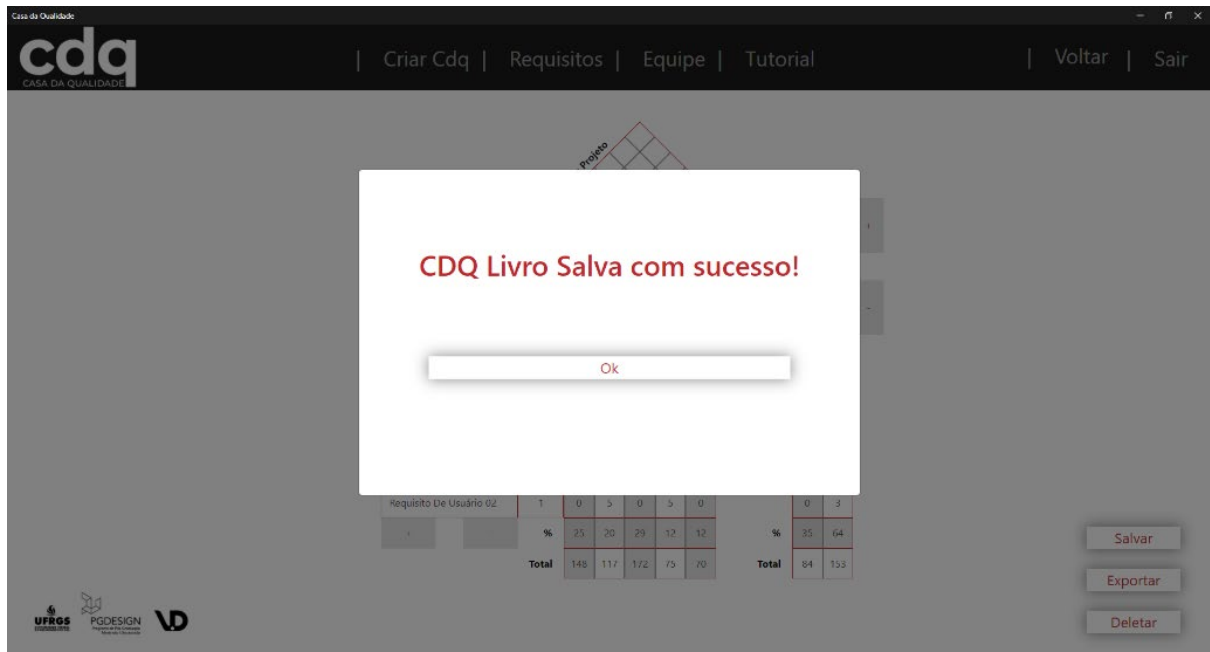 Casa da Qualidade
cdq
CASA DA QUALIDADE
| Criar Cdq | Requisitos | Equipe | Tutorial | Voltar | Sair
Projeto
+
-
CDQ Livro Salva com sucesso!
Ok
Requisito De Usuário 02 1 0 5 0 5 0 0 3
% 25 20 29 12 12 % 35 64
Total 148 117 172 75 70 Total 84 153
Salvar
Exportar
Deletar
UFRGS PGDESIGN VD